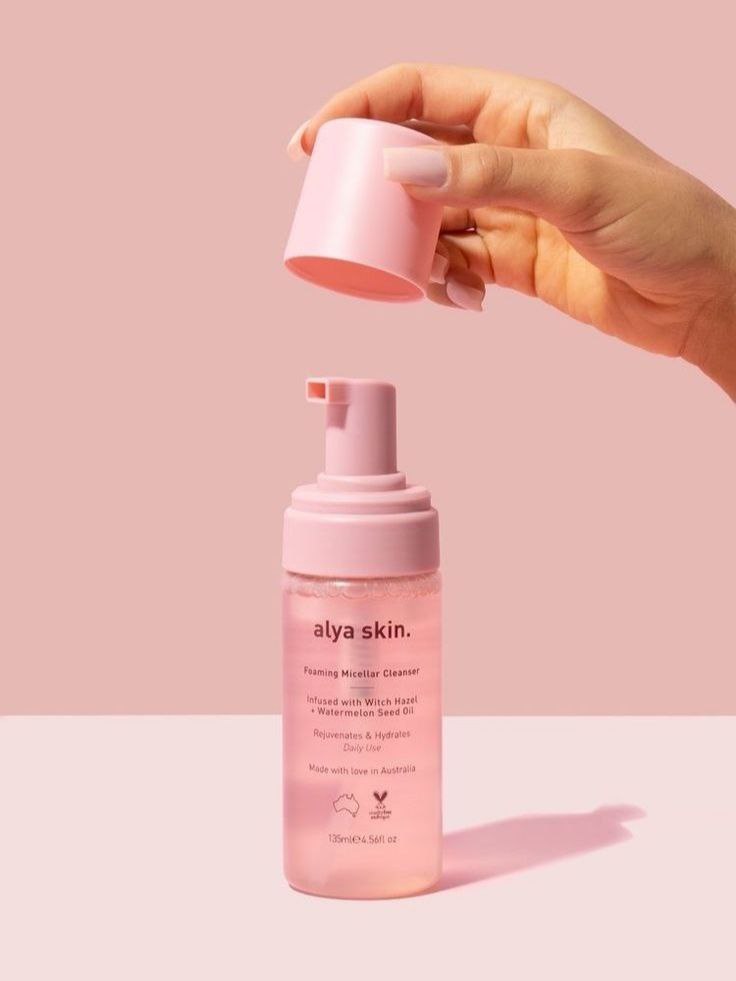 alya skin.
Foaming Micellar Cleanser
Infused with Witch Hazel
+ Watermelon Seed Oil
Rejuvenates & Hydrates
Daily Use
Made with love in Australia
135ml℮4.56fl oz